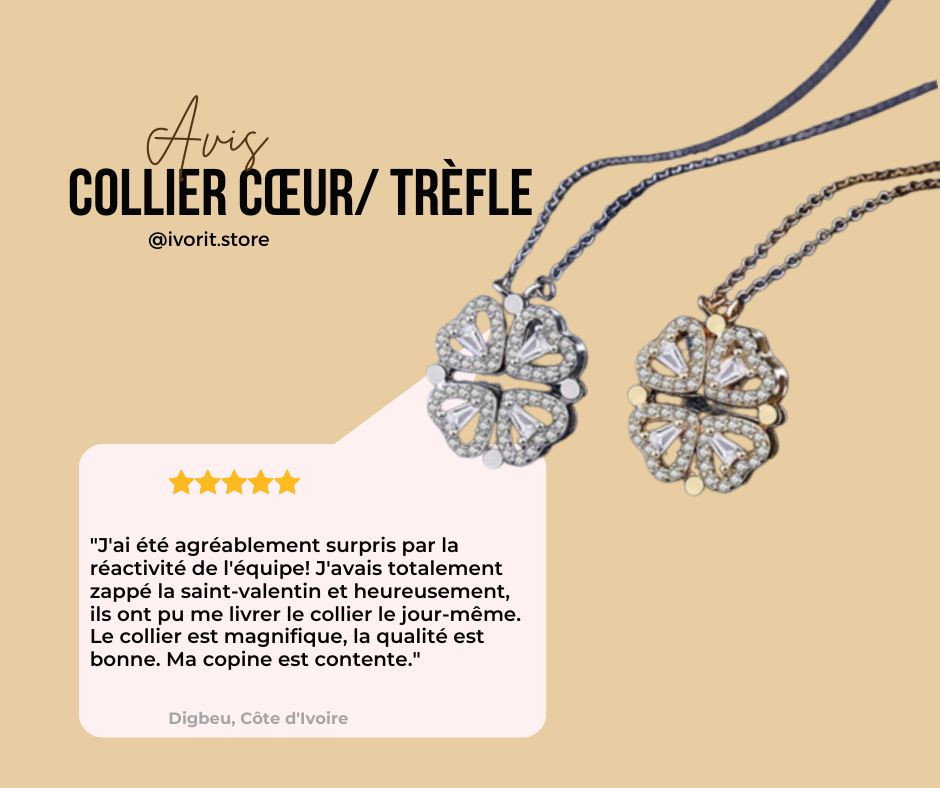 Avis
COLLIER CŒUR/ TRÈFLE
@ivorit.store
"J'ai été agréablement surpris par la
réactivité de l'équipe! J'avais totalement
zappé la saint-valentin et heureusement,
ils ont pu me livrer le collier le jour-même.
Le collier est magnifique, la qualité est
bonne. Ma copine est contente."
Digbeu, Côte d'Ivoire